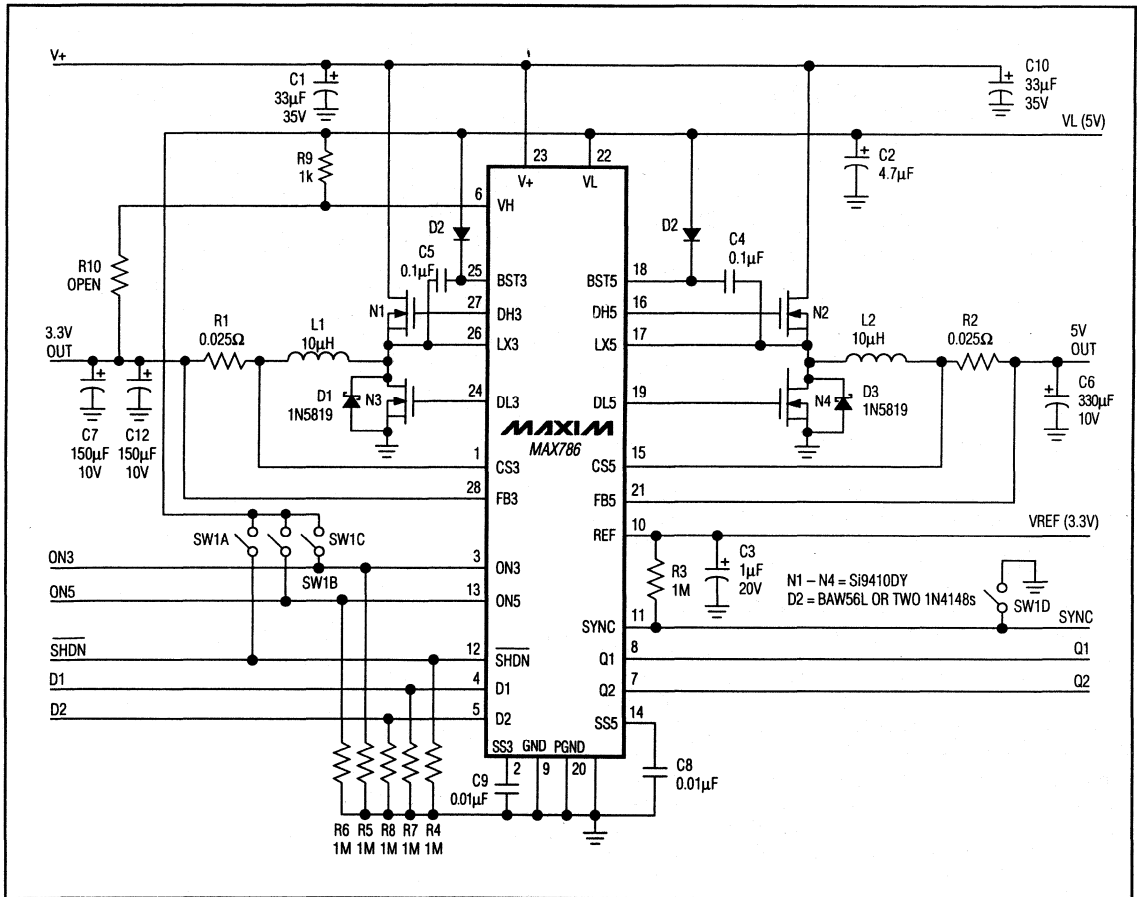 V+
C1
33µF
35V
C10
33µF
35V
VL (5V)
R9
1k
23
22
V+
VL
C2
4.7µF
6
VH
D2
D2
R10
OPEN
C5
0.1µF
25
BST3
C4
0.1µF
18
BST5
N1
27
DH3
16
DH5
N2
3.3V
OUT
R1
0.025Ω
L1
10µH
26
LX3
17
LX5
L2
10µH
R2
0.025Ω
5V
OUT
D1
1N5819
N3
24
DL3
19
DL5
N4
D3
1N5819
C6
330µF
10V
C7
150µF
10V
C12
150µF
10V
MAXIM
MAX786
1
CS3
15
CS5
28
FB3
21
FB5
SW1A
SW1B
SW1C
10
REF
VREF (3.3V)
ON3
3
ON3
R3
1M
C3
1µF
20V
N1 – N4 = Si9410DY
D2 = BAW56L OR TWO 1N4148s
SW1D
ON5
13
ON5
11
SYNC
SYNC
SHDN
12
SHDN
8
Q1
Q1
D1
4
D1
7
Q2
Q2
D2
5
D2
14
SS5
SS3
GND
PGND
2
9
20
C9
0.01µF
C8
0.01µF
R6
1M
R5
1M
R8
1M
R7
1M
R4
1M